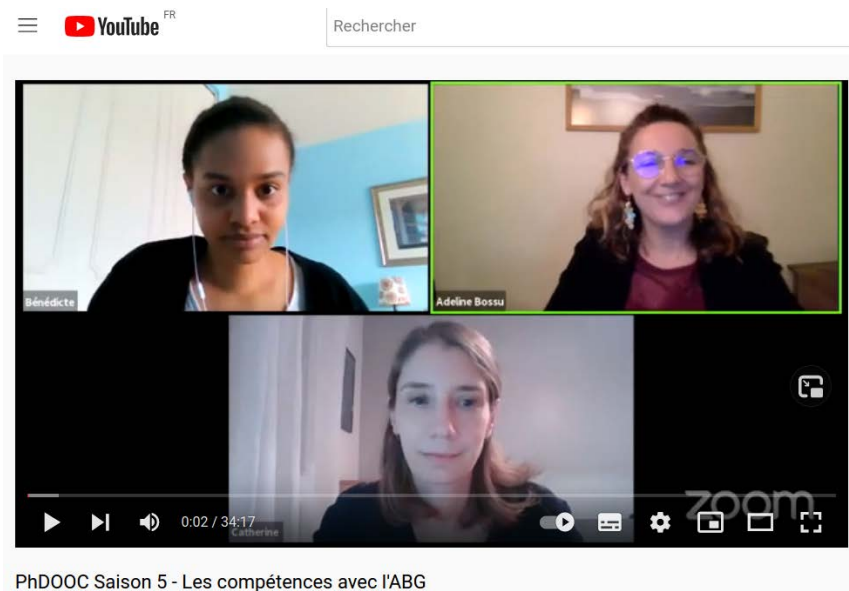 YouTube FR
Rechercher
Bénédicte
Adeline Bossu
zoom
0:02 / 34:17
Catherine
PhDOOC Saison 5 - Les compétences avec l'ABG